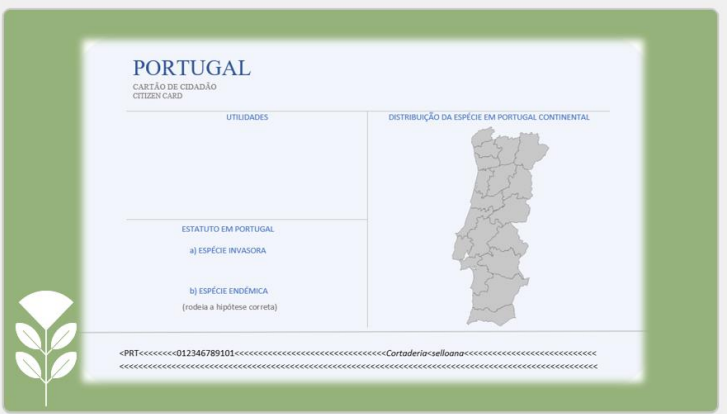 PORTUGAL
CARTÃO DE CIDADÃO
CITIZEN CARD
UTILIDADES
DISTRIBUIÇÃO DA ESPÉCIE EM PORTUGAL CONTINENTAL
ESTATUTO EM PORTUGAL
a) ESPÉCIE INVASORA
b) ESPÉCIE ENDÉMICA
(rodeia a hipótese correta)
<PRT<<<<<<<<012346789101<<<<<<<<<<<<<<<<<<<<<<<<<<<<<<<<Cortaderia<selloana<<<<<<<<<<<<<<<<<<<<<<<<<<<<
<<<<<<<<<<<<<<<<<<<<<<<<<<<<<<<<<<<<<<<<<<<<<<<<<<<<<<<<<<<<<<<<<<<<<<<<<<<<<<<<<<<<<<<<<<<<<<<<<<<<<<<